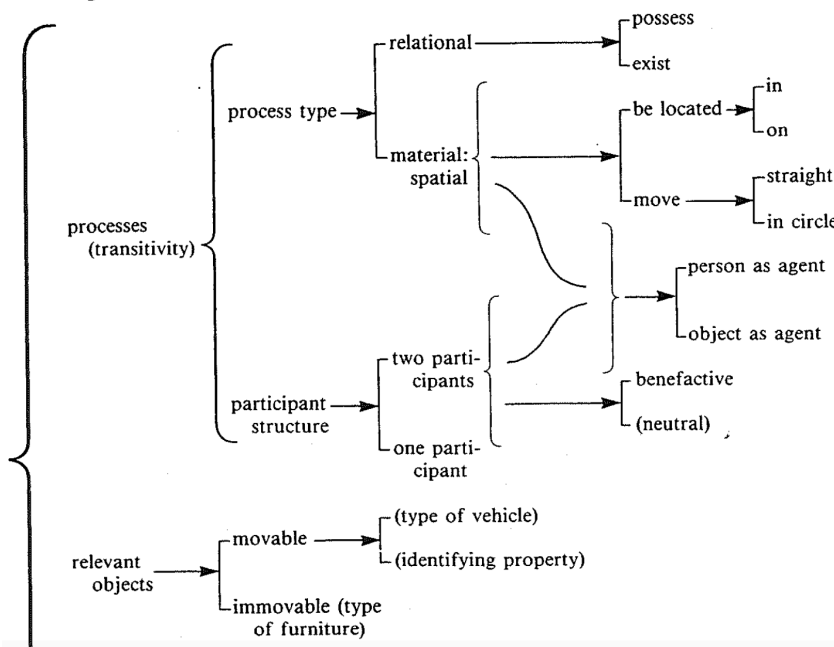 possess
relational
exist
in
process type
be located
on
material:
spatial
straight
move
in circle
processes
(transitivity)
person as agent
object as agent
two parti-
cipants
benefactive
participant
structure
(neutral)
one parti-
cipant
(type of vehicle)
movable
(identifying property)
relevant
objects
immovable (type
of furniture)